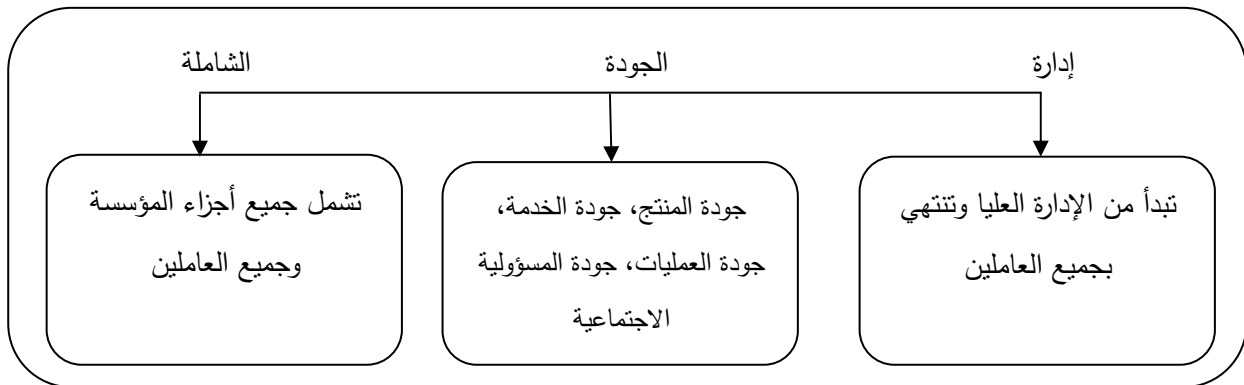 إدارة
الجودة
الشاملة
تبدأ من الإدارة العليا وتنتهي
بجميع العاملين
جودة المنتج، جودة الخدمة،
جودة العمليات، جودة المسؤولية
الاجتماعية
تشمل جميع أجزاء المؤسسة
وجميع العاملين